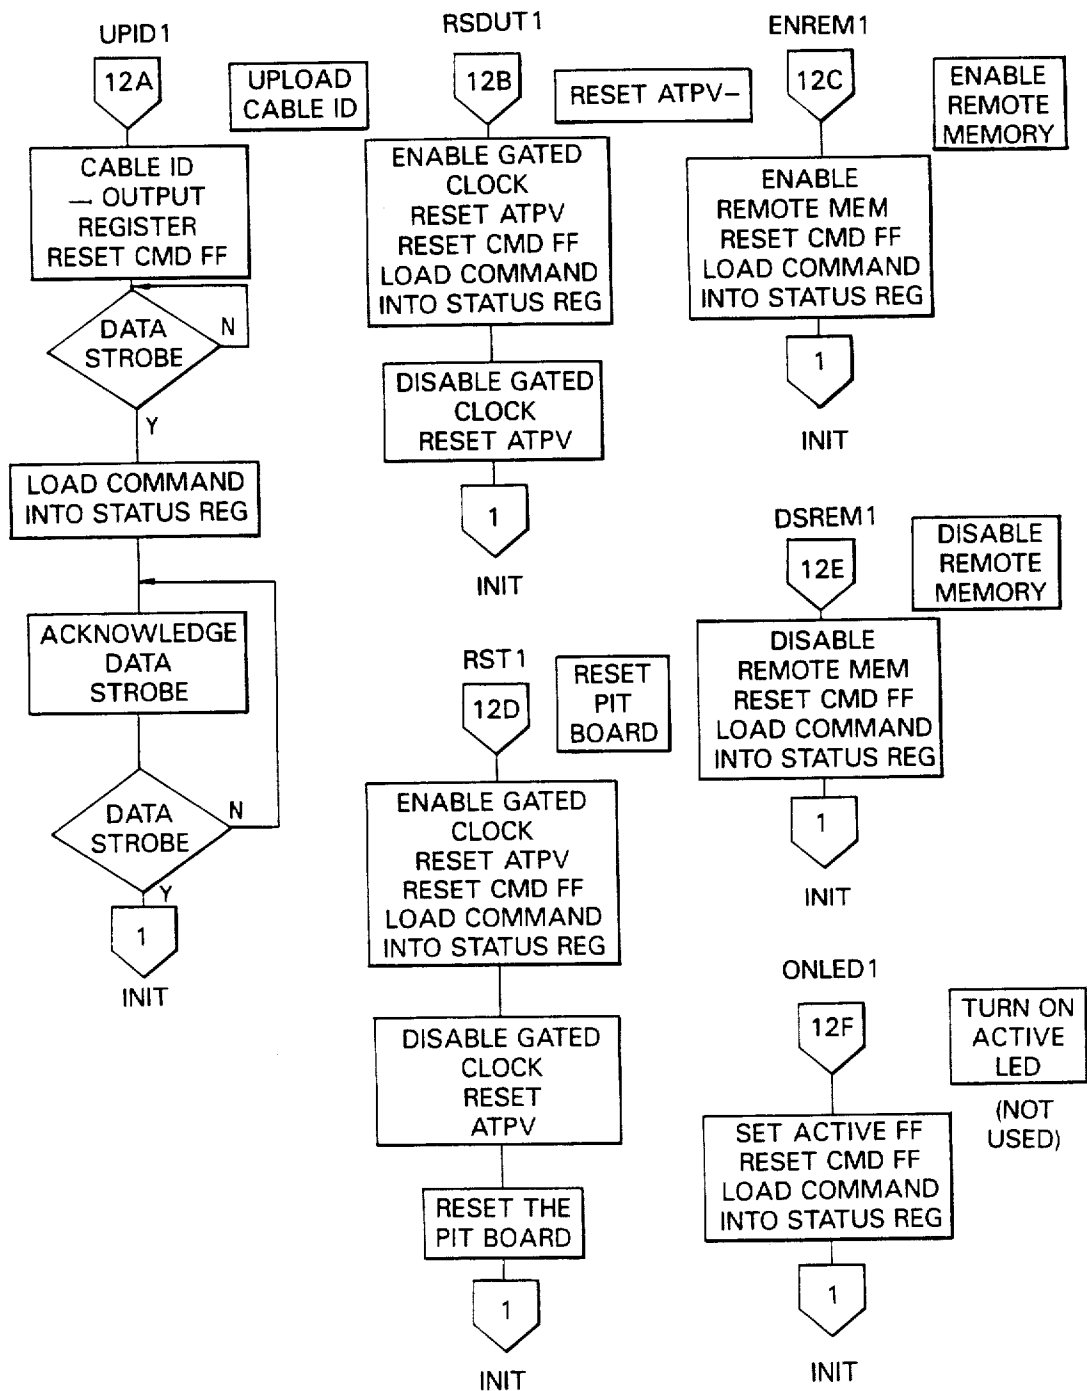 UPID1
12A
UPLOAD
CABLE ID
CABLE ID
— OUTPUT
REGISTER
RESET CMD FF
DATA
STROBE
N
Y
LOAD COMMAND
INTO STATUS REG
ACKNOWLEDGE
DATA
STROBE
DATA
STROBE
N
Y
1
INIT
RSDUT1
12B
RESET ATPV–
ENABLE GATED
CLOCK
RESET ATPV
RESET CMD FF
LOAD COMMAND
INTO STATUS REG
DISABLE GATED
CLOCK
RESET ATPV
1
INIT
RST1
12D
RESET
PIT
BOARD
ENABLE GATED
CLOCK
RESET ATPV
RESET CMD FF
LOAD COMMAND
INTO STATUS REG
DISABLE GATED
CLOCK
RESET
ATPV
RESET THE
PIT BOARD
1
INIT
ENREM1
12C
ENABLE
REMOTE
MEMORY
ENABLE
REMOTE MEM
RESET CMD FF
LOAD COMMAND
INTO STATUS REG
1
INIT
DSREM1
12E
DISABLE
REMOTE
MEMORY
DISABLE
REMOTE MEM
RESET CMD FF
LOAD COMMAND
INTO STATUS REG
1
INIT
ONLED1
12F
TURN ON
ACTIVE
LED
(NOT
USED)
SET ACTIVE FF
RESET CMD FF
LOAD COMMAND
INTO STATUS REG
1
INIT